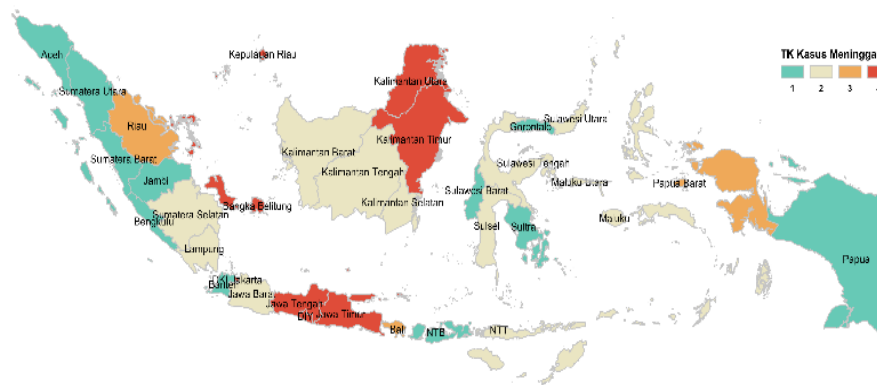 TK Kasus Meningga
1 2 3
Aceh
Kepulauan Riau
Sumatera Utara
Kalimantan Utara
Riau
Kalimantan Timur
Gorontalo
Sulawesi Utara
Kalimantan Barat
Sumatera Barat
Sulawesi Tengah
Jambi
Kalimantan Tengah
Maluku Utara
Papua Barat
Sulawesi Barat
Bangka Belitung
Kalimantan Selatan
Sumatera Selatan
Bengkulu
Maluku
Sulsel
Sultra
Lampung
Papua
DKI Jakarta
Banten
Jawa Barat
Jawa Tengah
DIY
Jawa Timur
Bali
NTB
NTT